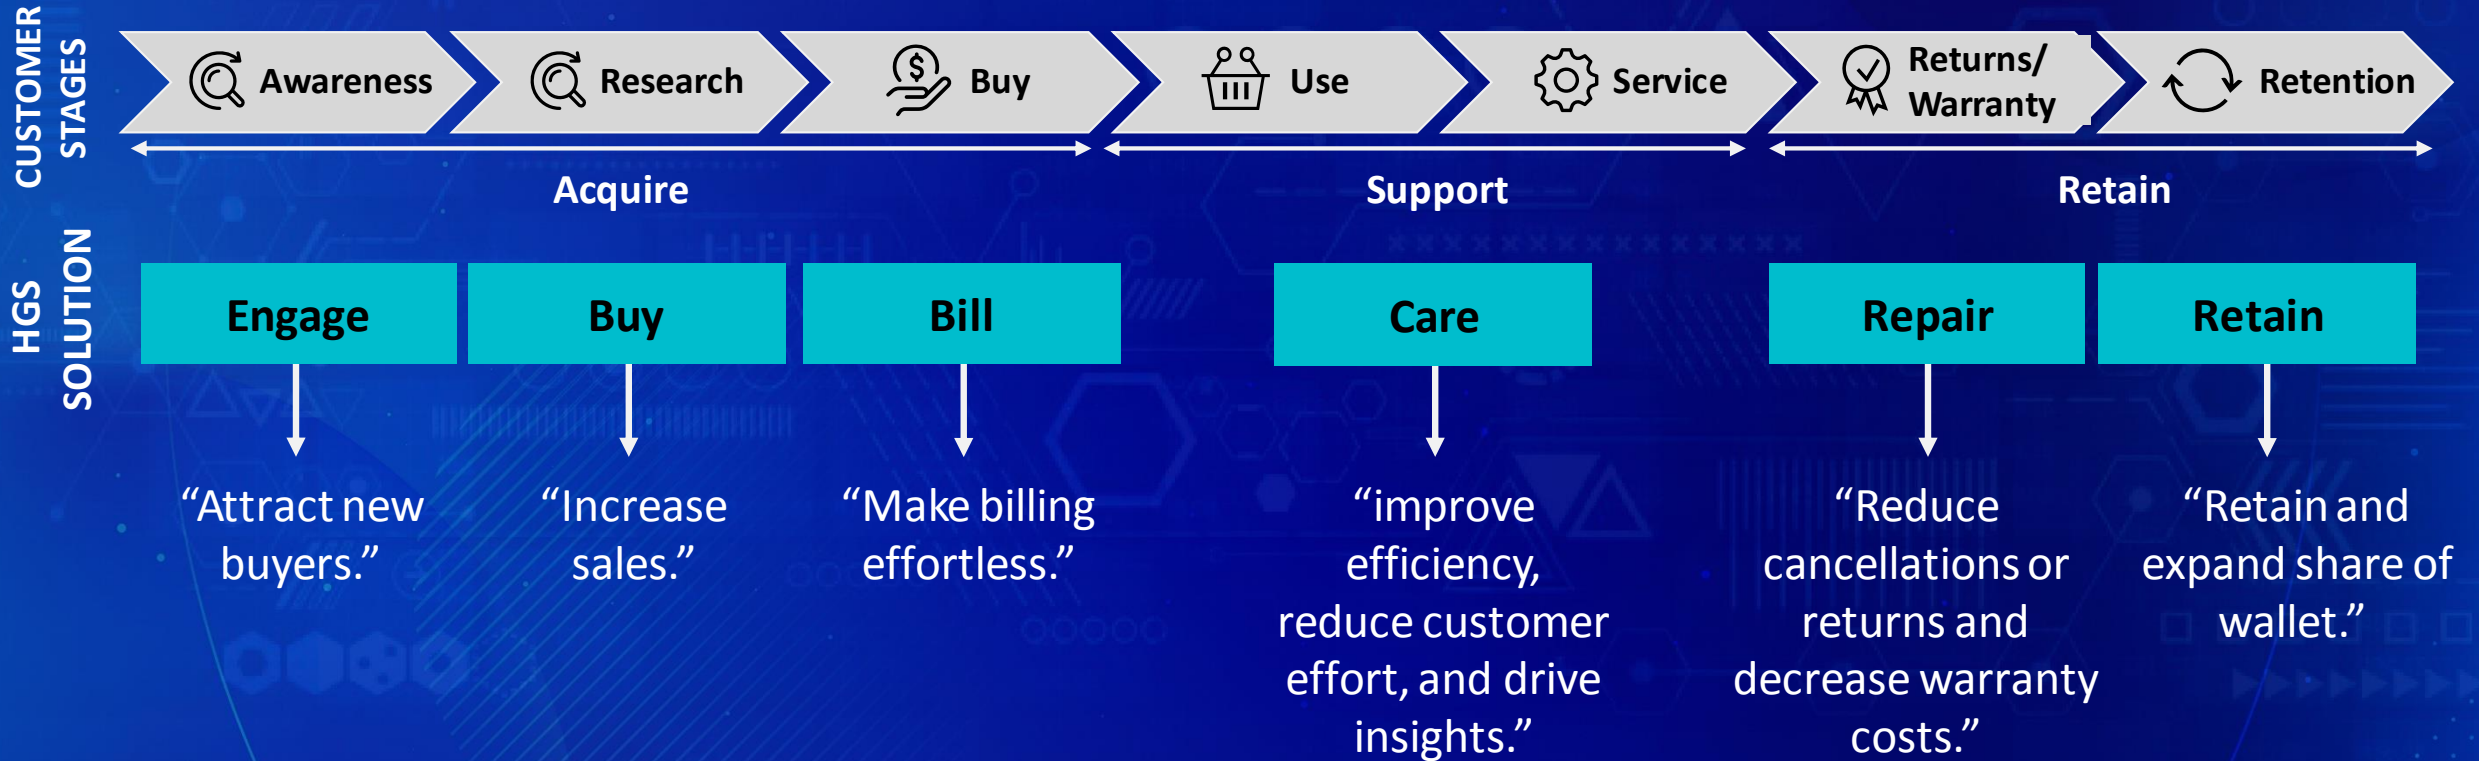 CUSTOMER
STAGES
Awareness
Research
Buy
Use
Service
Returns/
Warranty
Retention
Acquire
Support
Retain
HGS
SOLUTION
Engage
Buy
Bill
Care
Repair
Retain
“Attract new
buyers.”
“Increase
sales.”
“Make billing
effortless.”
“improve
efficiency,
reduce customer
effort, and drive
insights.”
“Reduce
cancellations or
returns and
decrease warranty
costs.”
“Retain and
expand share of
wallet.”